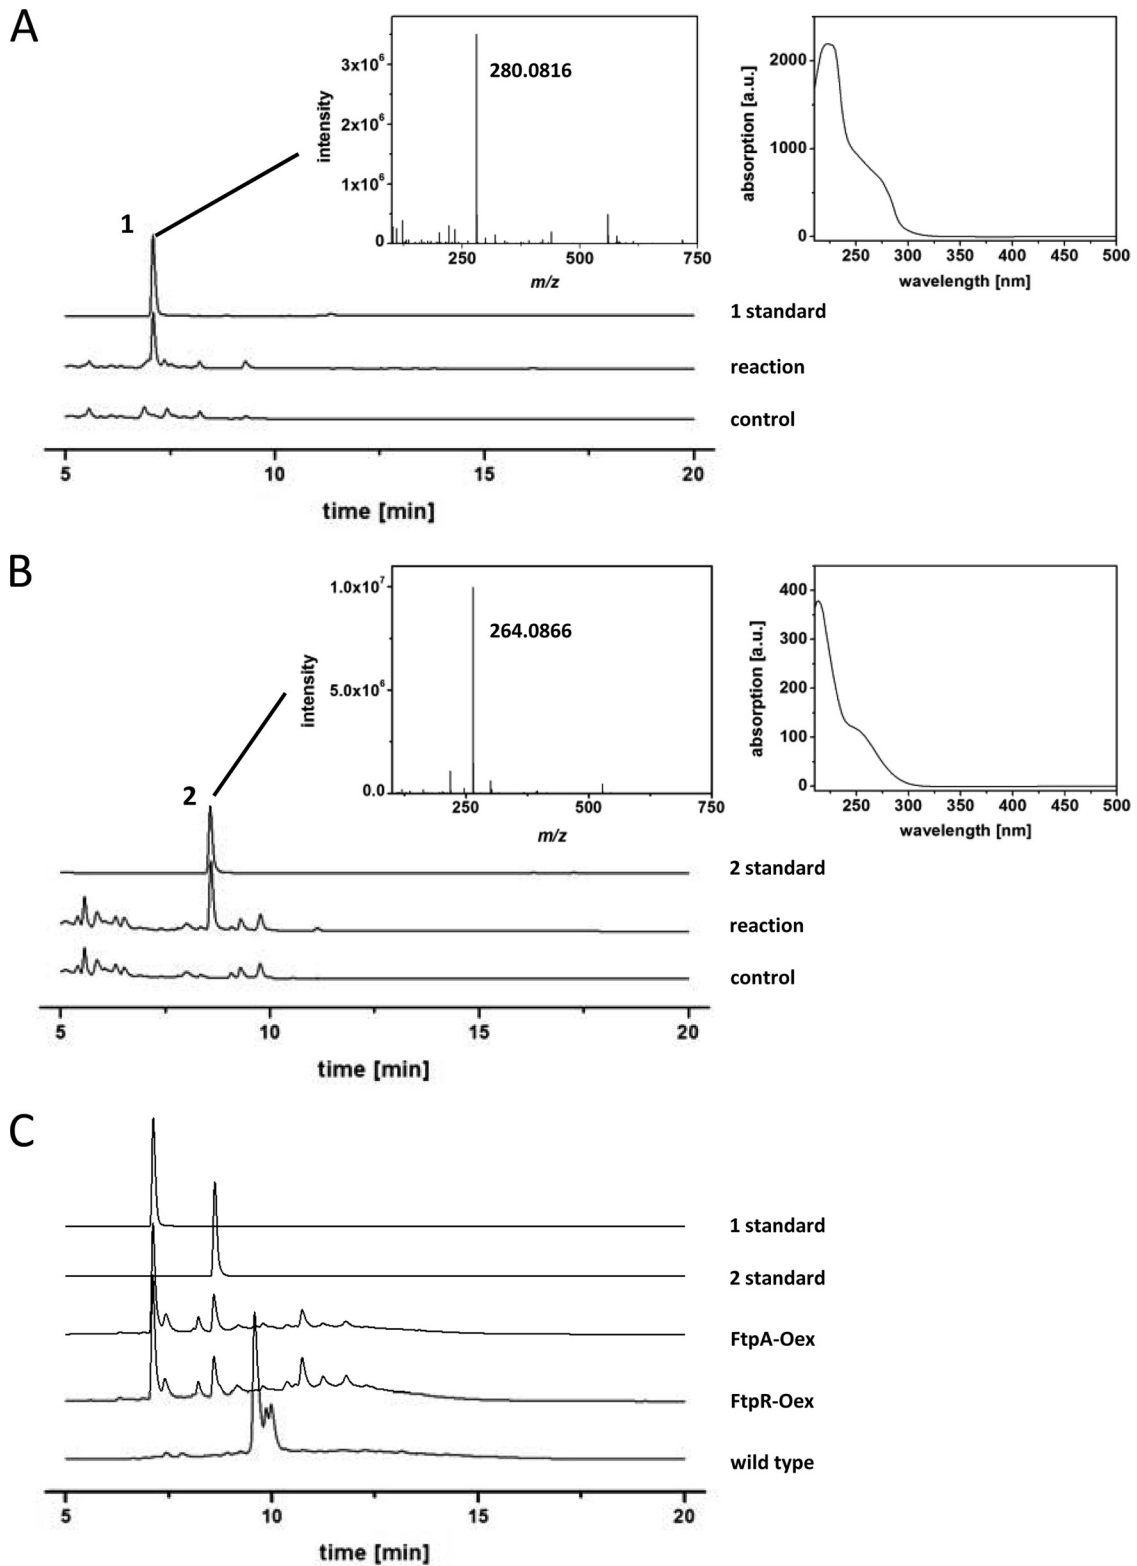 A
280.0816
intensity
3x10⁶
2x10⁶
1x10⁶
0
250
500
750
m/z
absorption [a.u.]
2000
1000
0
250
300
350
400
450
500
wavelength [nm]
1
1 standard
reaction
control
5
10
15
20
time [min]
B
264.0866
intensity
1.0x10⁷
5.0x10⁶
0.0
250
500
750
m/z
absorption [a.u.]
400
300
200
100
0
250
300
350
400
450
500
wavelength [nm]
2
2 standard
reaction
control
5
10
15
20
time [min]
C
1 standard
2 standard
FtpA-Oex
FtpR-Oex
wild type
5
10
15
20
time [min]